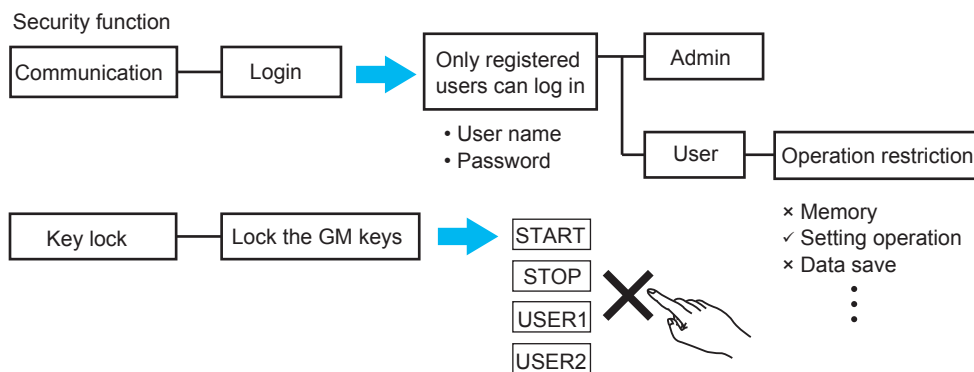 Security function
Communication
Login
Only registered
users can log in
• User name
• Password
Admin
User
Operation restriction
× Memory
✓ Setting operation
× Data save
Key lock
Lock the GM keys
START
STOP
USER1
USER2